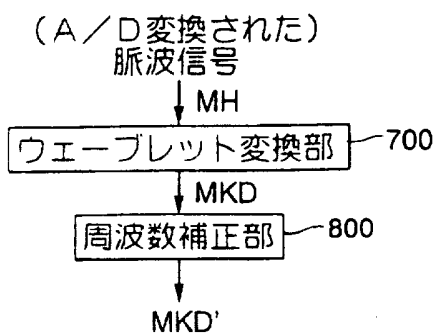 (A/D変換された)
脈波信号
MH
ウェーブレット変換部 700
MKD
周波数補正部 800
MKD'